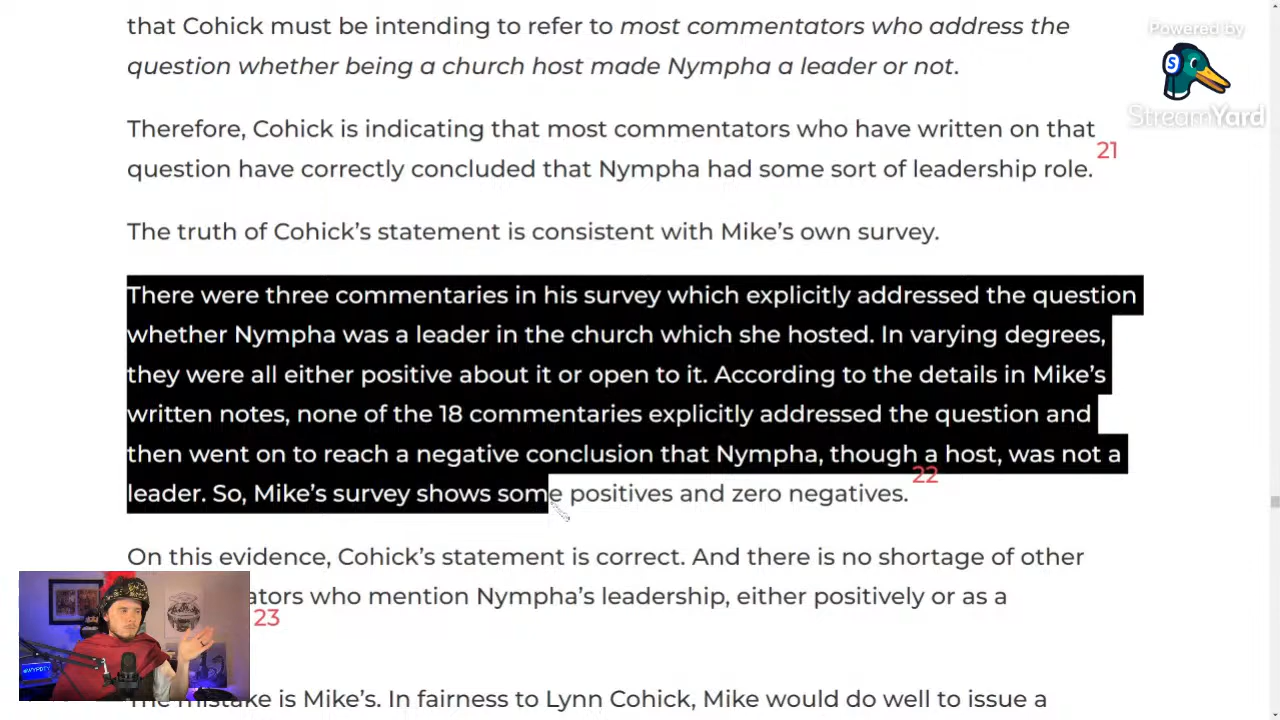 that Cohick must be intending to refer to most commentators who address the
question whether being a church host made Nympha a leader or not.
Therefore, Cohick is indicating that most commentators who have written on that
question have correctly concluded that Nympha had some sort of leadership role. 21
The truth of Cohick's statement is consistent with Mike's own survey.
There were three commentaries in his survey which explicitly addressed the question
whether Nympha was a leader in the church which she hosted. In varying degrees,
they were all either positive about it or open to it. According to the details in Mike's
written notes, none of the 18 commentaries explicitly addressed the question and
then went on to reach a negative conclusion that Nympha, though a host, was not a
leader. So, Mike's survey shows some positives and zero negatives. 22
On this evidence, Cohick's statement is correct. And there is no shortage of other
who mention Nympha's leadership, either positively or as a
23
is Mike's. In fairness to Lynn Cohick, Mike would do well to issue a
Powered by
S
StreamYard
@WYPDTY